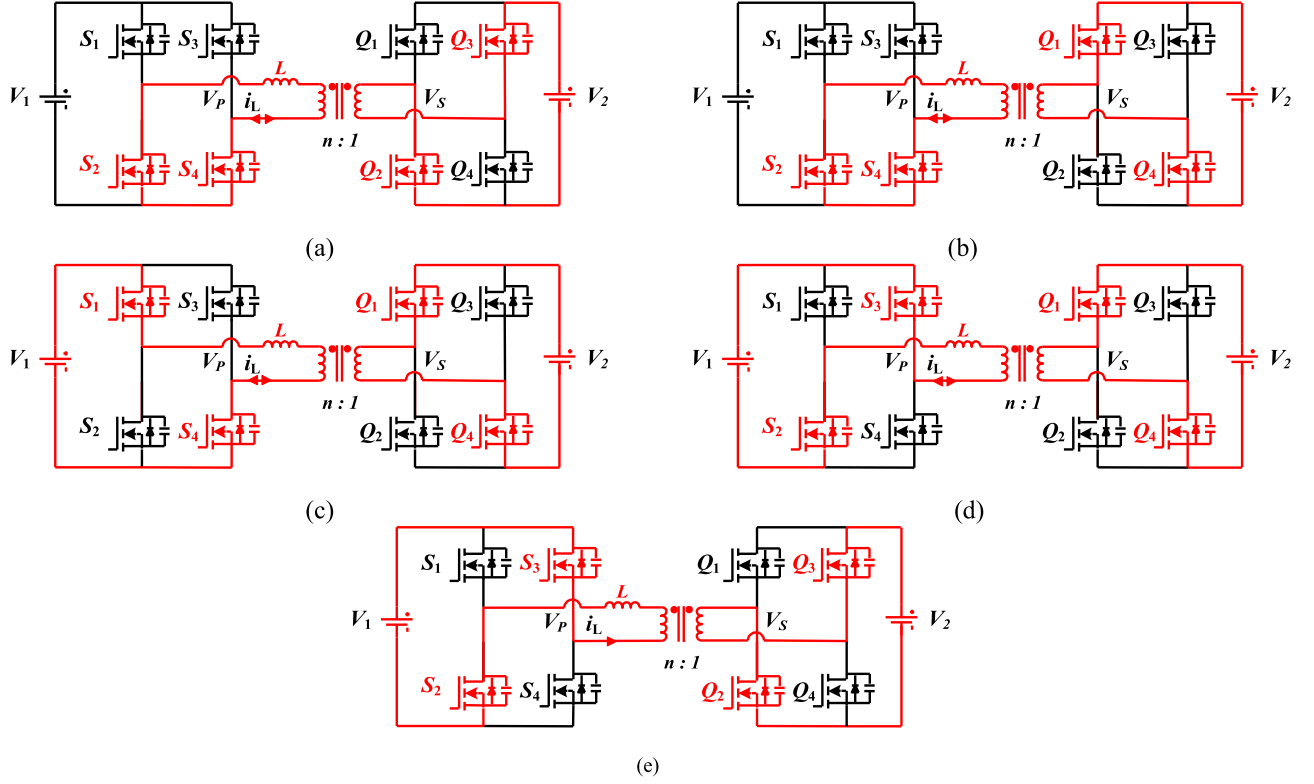 S1 S3 Q1 Q3
V1 L VP iL VS V2
n : 1
S2 S4 Q2 Q4
(a)
S1 S3 Q1 Q3
V1 L VP iL VS V2
n : 1
S2 S4 Q2 Q4
(b)
S1 S3 Q1 Q3
V1 L VP iL VS V2
n : 1
S2 S4 Q2 Q4
(c)
S1 S3 Q1 Q3
V1 L VP iL VS V2
n : 1
S2 S4 Q2 Q4
(d)
S1 S3 Q1 Q3
V1 L VP iL VS V2
n : 1
S2 S4 Q2 Q4
(e)